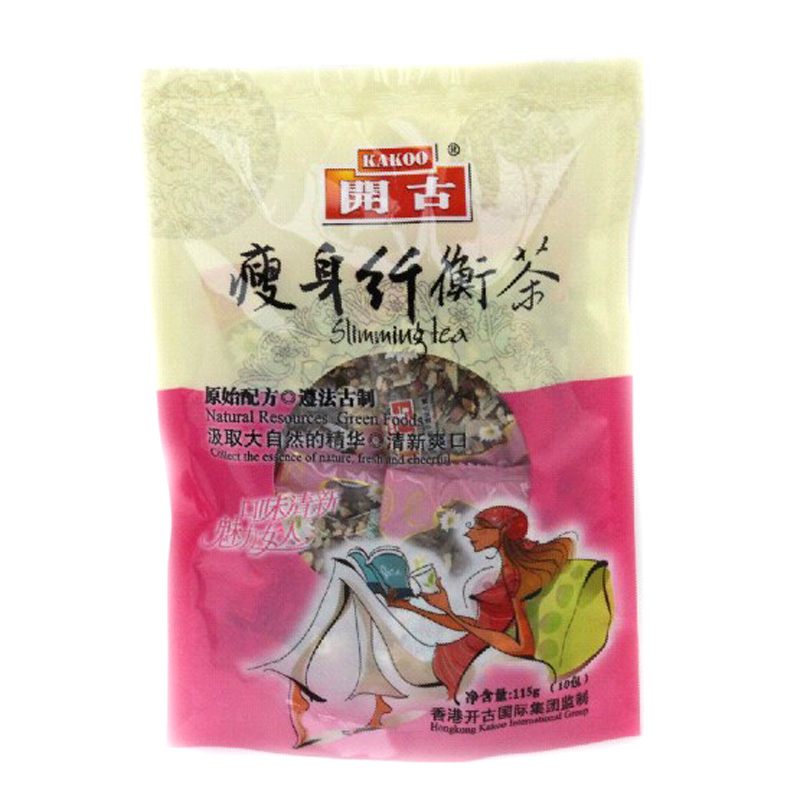 KAKOO ®
開古
瘦身纤衡茶
Slimming tea
原始配方◎遵法古制
Natural Resources Green Foods
汲取大自然的精华◎清新爽口
Collect the essence of nature, fresh and cheerful
口味清新
魅力女人
净含量:115g (10包)
香港开古国际集团监制
Hongkong Kakoo International Group